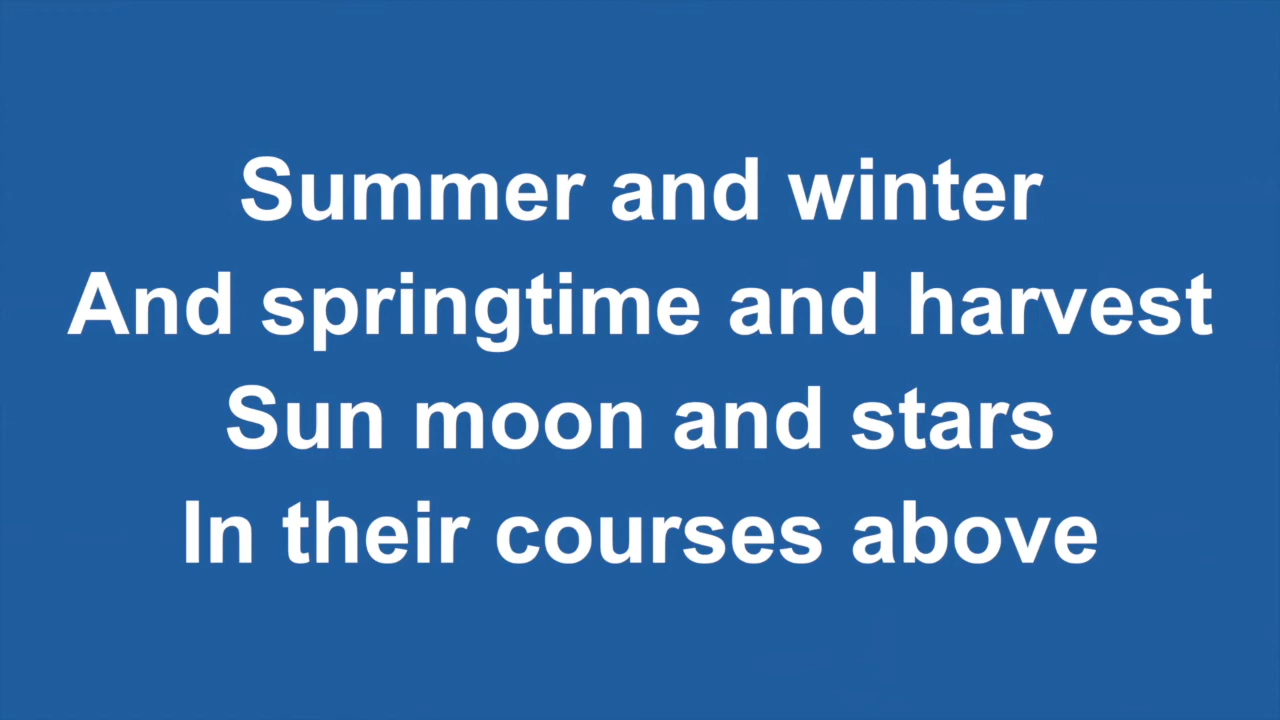 Summer and winter
And springtime and harvest
Sun moon and stars
In their courses above